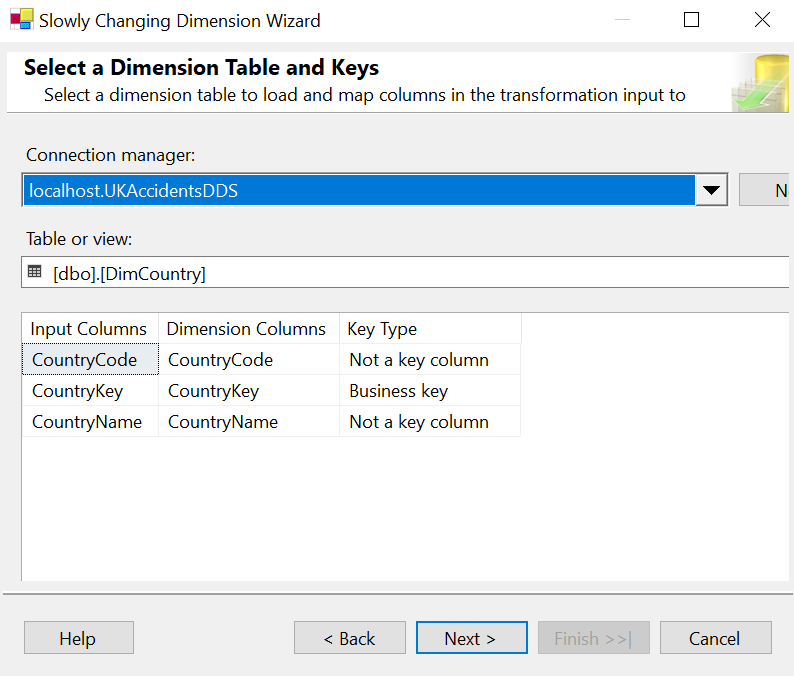 Slowly Changing Dimension Wizard
Select a Dimension Table and Keys
Select a dimension table to load and map columns in the transformation input to
Connection manager:
localhost.UKAccidentsDDS
N
Table or view:
[dbo].[DimCountry]
Input Columns Dimension Columns Key Type
CountryCode CountryCode Not a key column
CountryKey CountryKey Business key
CountryName CountryName Not a key column
Help < Back Next > Finish >>| Cancel